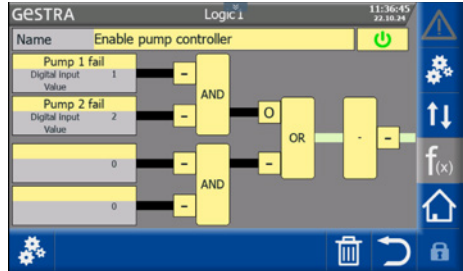 GESTRA
Logic 1
11:36:45
22.10.24
Name
Enable pump controller
Pump 1 fail
Digital Input 1
Value
Pump 2 fail
Digital Input 2
Value
0
0
-
-
-
-
AND
AND
O
-
OR
-
-
f(x)